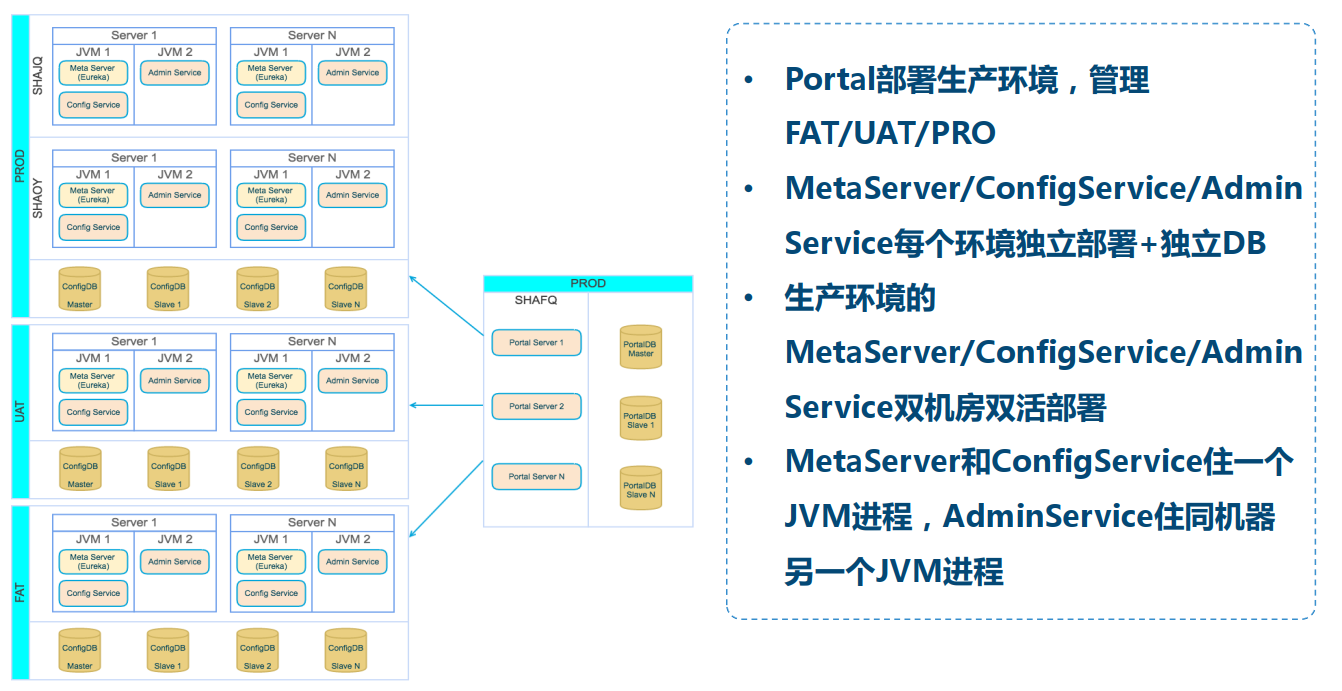 PROD
SHAJQ
Server 1
JVM 1
JVM 2
Meta Server
(Eureka)
Admin Service
Config Service
Server N
JVM 1
JVM 2
Meta Server
(Eureka)
Admin Service
Config Service
SHAOY
Server 1
JVM 1
JVM 2
Meta Server
(Eureka)
Admin Service
Config Service
Server N
JVM 1
JVM 2
Meta Server
(Eureka)
Admin Service
Config Service
ConfigDB
Master
ConfigDB
Slave 1
ConfigDB
Slave 2
ConfigDB
Slave N
UAT
Server 1
JVM 1
JVM 2
Meta Server
(Eureka)
Admin Service
Config Service
Server N
JVM 1
JVM 2
Meta Server
(Eureka)
Admin Service
Config Service
ConfigDB
Master
ConfigDB
Slave 1
ConfigDB
Slave 2
ConfigDB
Slave N
FAT
Server 1
JVM 1
JVM 2
Meta Server
(Eureka)
Admin Service
Config Service
Server N
JVM 1
JVM 2
Meta Server
(Eureka)
Admin Service
Config Service
ConfigDB
Master
ConfigDB
Slave 1
ConfigDB
Slave 2
ConfigDB
Slave N
PROD
SHAFQ
Portal Server 1
Portal Server 2
Portal Server N
PortalDB
Master
PortalDB
Slave 1
PortalDB
Slave N
• Portal部署生产环境，管理
FAT/UAT/PRO
• MetaServer/ConfigService/Admin
Service每个环境独立部署+独立DB
• 生产环境的
MetaServer/ConfigService/Admin
Service双机房双活部署
• MetaServer和ConfigService住一个
JVM进程，AdminService住同机器
另一个JVM进程